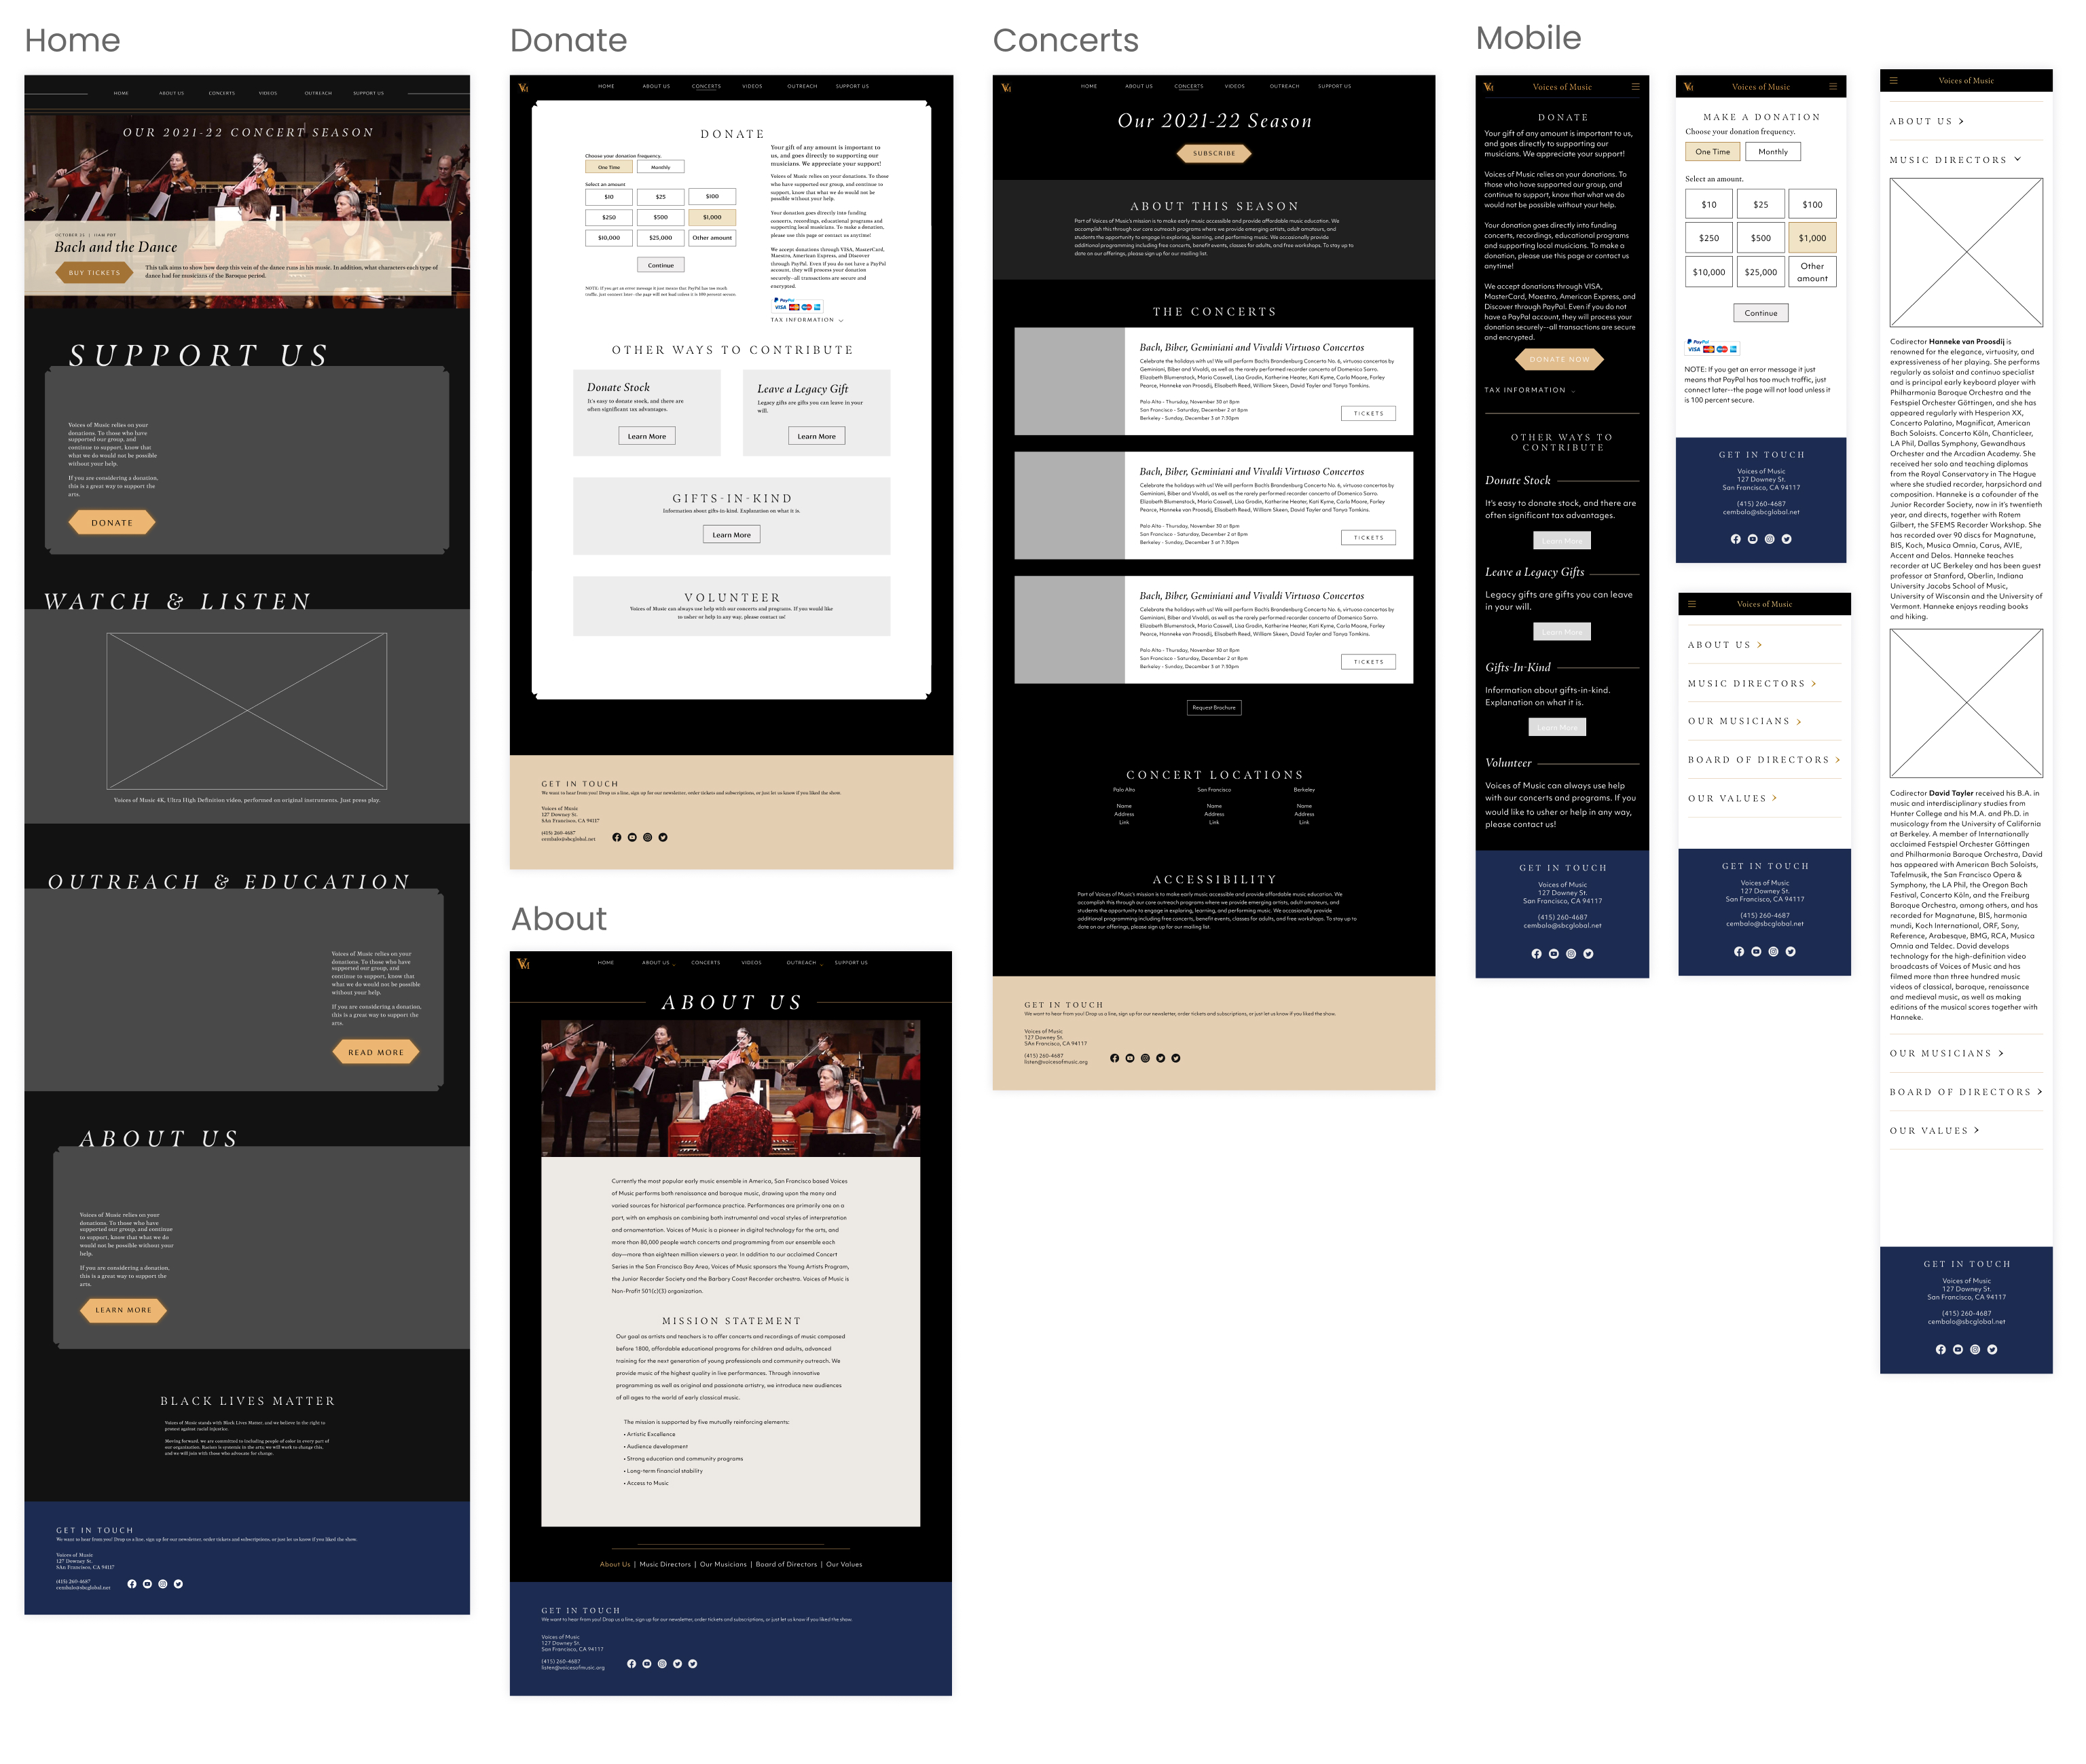 Home
HOME
ABOUT US
CONCERTS
VIDEOS
OUTREACH
SUPPORT US
OUR 2021-22 CONCERT SEASON
OCTOBER 23 | 11AM PDT
Bach and the Dance
BUY TICKETS
This talk aims to show how deep this vein of the dance runs in his music. In addition, what characters each type of
dance had for musicians of the Baroque period.
SUPPORT US
Voices of Music relies on your
donations. To those who have
supported our group, and
continue to support, know that
what we do would not be possible
without your help.
If you are considering a donation,
this is a great way to support the
arts.
DONATE
WATCH & LISTEN
Voices of Music 4K, Ultra High Definition video, performed on original instruments. Just press play.
OUTREACH & EDUCATION
Voices of Music relies on your
donations. To those who have
supported our group, and
continue to support, know that
what we do would not be possible
without your help.
If you are considering a donation,
this is a great way to support the
arts.
READ MORE
ABOUT US
Voices of Music relies on your
donations. To those who have
supported our group, and continue
to support, know that what we do
would not be possible without your
help.
If you are considering a donation,
this is a great way to support the
arts.
LEARN MORE
BLACK LIVES MATTER
Voices of Music stands with Black Lives Matter, and we believe in the right to
protest against racial injustice.
Moving forward, we are committed to including people of color in every part of
our organization. Racism is systemic in the arts; we will work to change this,
and we will join with those who advocate for change.
GET IN TOUCH
We want to hear from you! Drop us a line, sign up for our newsletter, order tickets and subscriptions, or just let us know if you liked the show.
Voices of Music
127 Downey St.
SAn Francisco, CA 94117
(415) 260-4687
cembalo@sbcglobal.net
Donate
VM
HOME
ABOUT US
CONCERTS
VIDEOS
OUTREACH
SUPPORT US
DONATE
Choose your donation frequency.
One Time
Monthly
Select an amount
$10
$25
$100
$250
$500
$1,000
$10,000
$25,000
Other amount
Continue
NOTE: If you get an error message it just means that PayPal has too much
traffic, just connect later--the page will not load unless it is 100 percent secure.
Your gift of any amount is important to
us, and goes directly to supporting our
musicians. We appreciate your support!
Voices of Music relies on your donations. To those
who have supported our group, and continue to
support, know that what we do would not be
possible without your help.
Your donation goes directly into funding
concerts, recordings, educational programs and
supporting local musicians. To make a donation,
please use this page or contact us anytime!
We accept donations through VISA, MasterCard,
Maestro, American Express, and Discover
through PayPal. Even if you do not have a PayPal
account, they will process your donation
securely--all transactions are secure and
encrypted.
PayPal
VISA
TAX INFORMATION
OTHER WAYS TO CONTRIBUTE
Donate Stock
It's easy to donate stock, and there are
often significant tax advantages.
Learn More
Leave a Legacy Gift
Legacy gifts are gifts you can leave in your
will.
Learn More
GIFTS-IN-KIND
Information about gifts-in-kind. Explanation on what it is.
Learn More
VOLUNTEER
Voices of Music can always use help with our concerts and programs. If you would like
to usher or help in any way, please contact us!
GET IN TOUCH
We want to hear from you! Drop us a line, sign up for our newsletter, order tickets and subscriptions, or just let us know if you liked the show.
Voices of Music
127 Downey St.
SAn Francisco, CA 94117
(415) 260-4687
cembalo@sbcglobal.net
About
VM
HOME
ABOUT US
CONCERTS
VIDEOS
OUTREACH
SUPPORT US
ABOUT US
Currently the most popular early music ensemble in America, San Francisco based Voices
of Music performs both renaissance and baroque music, drawing upon the many and
varied sources for historical performance practice. Performances are primarily one on a
part, with an emphasis on combining both instrumental and vocal styles of interpretation
and ornamentation. Voices of Music is a pioneer in digital technology for the arts, and
more than 80,000 people watch concerts and programming from our ensemble each
day—more than eighteen million viewers a year. In addition to our acclaimed Concert
Series in the San Francisco Bay Area, Voices of Music sponsors the Young Artists Program,
the Junior Recorder Society and the Barbary Coast Recorder orchestra. Voices of Music is
Non-Profit 501(c)(3) organization.
MISSION STATEMENT
Our goal as artists and teachers is to offer concerts and recordings of music composed
before 1800, affordable educational programs for children and adults, advanced
training for the next generation of young professionals and community outreach. We
provide music of the highest quality in live performances. Through innovative
programming as well as original and passionate artistry, we introduce new audiences
of all ages to the world of early classical music.
The mission is supported by five mutually reinforcing elements:
• Artistic Excellence
• Audience development
• Strong education and community programs
• Long-term financial stability
• Access to Music
About Us | Music Directors | Our Musicians | Board of Directors | Our Values
GET IN TOUCH
We want to hear from you! Drop us a line, sign up for our newsletter, order tickets and subscriptions, or just let us know if you liked the show.
Voices of Music
127 Downey St.
San Francisco, CA 94117
(415) 260-4687
listen@voicesofmusic.org
Concerts
VM
HOME
ABOUT US
CONCERTS
VIDEOS
OUTREACH
SUPPORT US
Our 2021-22 Season
SUBSCRIBE
ABOUT THIS SEASON
Part of Voices of Music's mission is to make early music accessible and provide affordable music education. We
accomplish this through our core outreach programs where we provide emerging artists, adult amateurs, and
students the opportunity to engage in exploring, learning, and performing music. We occasionally provide
additional programming including free concerts, benefit events, classes for adults, and free workshops. To stay up to
date on our offerings, please sign up for our mailing list.
THE CONCERTS
Bach, Biber, Geminiani and Vivaldi Virtuoso Concertos
Celebrate the holidays with us! We will perform Bach's Brandenburg Concerto No. 6, virtuoso concertos by
Geminiani, Biber and Vivaldi, as well as the rarely performed recorder concerto of Domenico Sarro.
Elizabeth Blumenstock, Maria Caswell, Lisa Grodin, Katherine Heater, Kati Kyme, Carla Moore, Farley
Pearce, Hanneke van Proosdij, Elisabeth Reed, William Skeen, David Tayler and Tanya Tomkins.
Palo Alto - Thursday, November 30 at 8pm
San Francisco - Saturday, December 2 at 8pm
Berkeley - Sunday, December 3 at 7:30pm
TICKETS
Bach, Biber, Geminiani and Vivaldi Virtuoso Concertos
Celebrate the holidays with us! We will perform Bach's Brandenburg Concerto No. 6, virtuoso concertos by
Geminiani, Biber and Vivaldi, as well as the rarely performed recorder concerto of Domenico Sarro.
Elizabeth Blumenstock, Maria Caswell, Lisa Grodin, Katherine Heater, Kati Kyme, Carla Moore, Farley
Pearce, Hanneke van Proosdij, Elisabeth Reed, William Skeen, David Tayler and Tanya Tomkins.
Palo Alto - Thursday, November 30 at 8pm
San Francisco - Saturday, December 2 at 8pm
Berkeley - Sunday, December 3 at 7:30pm
TICKETS
Bach, Biber, Geminiani and Vivaldi Virtuoso Concertos
Celebrate the holidays with us! We will perform Bach's Brandenburg Concerto No. 6, virtuoso concertos by
Geminiani, Biber and Vivaldi, as well as the rarely performed recorder concerto of Domenico Sarro.
Elizabeth Blumenstock, Maria Caswell, Lisa Grodin, Katherine Heater, Kati Kyme, Carla Moore, Farley
Pearce, Hanneke van Proosdij, Elisabeth Reed, William Skeen, David Tayler and Tanya Tomkins.
Palo Alto - Thursday, November 30 at 8pm
San Francisco - Saturday, December 2 at 8pm
Berkeley - Sunday, December 3 at 7:30pm
TICKETS
Request Brochure
CONCERT LOCATIONS
Palo Alto
Name
Address
Link
San Francisco
Name
Address
Link
Berkeley
Name
Address
Link
ACCESSIBILITY
Part of Voices of Music's mission is to make early music accessible and provide affordable music education. We
accomplish this through our core outreach programs where we provide emerging artists, adult amateurs, and
students the opportunity to engage in exploring, learning, and performing music. We occasionally provide
additional programming including free concerts, benefit events, classes for adults, and free workshops. To stay up to
date on our offerings, please sign up for our mailing list.
GET IN TOUCH
We want to hear from you! Drop us a line, sign up for our newsletter, order tickets and subscriptions, or just let us know if you liked the show.
Voices of Music
127 Downey St.
SAn Francisco, CA 94117
(415) 260-4687
listen@voicesofmusic.org
Mobile
VM
Voices of Music
DONATE
Your gift of any amount is important to us,
and goes directly to supporting our
musicians. We appreciate your support!
Voices of Music relies on your donations. To
those who have supported our group, and
continue to support, know that what we do
would not be possible without your help.
Your donation goes directly into funding
concerts, recordings, educational programs
and supporting local musicians. To make a
donation, please use this page or contact us
anytime!
We accept donations through VISA,
MasterCard, Maestro, American Express, and
Discover through PayPal. Even if you do not
have a PayPal account, they will process your
donation securely--all transactions are secure
and encrypted.
DONATE NOW
TAX INFORMATION
OTHER WAYS TO
CONTRIBUTE
Donate Stock
It's easy to donate stock, and there are
often significant tax advantages.
Learn More
Leave a Legacy Gifts
Legacy gifts are gifts you can leave
in your will.
Learn More
Gifts-In-Kind
Information about gifts-in-kind.
Explanation on what it is.
Learn More
Volunteer
Voices of Music can always use help
with our concerts and programs. If you
would like to usher or help in any way,
please contact us!
GET IN TOUCH
Voices of Music
127 Downey St.
San Francisco, CA 94117
(415) 260-4687
cembalo@sbcglobal.net
VM
Voices of Music
MAKE A DONATION
Choose your donation frequency.
One Time
Monthly
Select an amount.
$10
$25
$100
$250
$500
$1,000
$10,000
$25,000
Other
amount
Continue
PayPal
VISA
NOTE: If you get an error message it just
means that PayPal has too much traffic, just
connect later--the page will not load unless it
is 100 percent secure.
GET IN TOUCH
Voices of Music
127 Downey St.
San Francisco, CA 94117
(415) 260-4687
cembalo@sbcglobal.net
Voices of Music
ABOUT US
MUSIC DIRECTORS
OUR MUSICIANS
BOARD OF DIRECTORS
OUR VALUES
GET IN TOUCH
Voices of Music
127 Downey St.
San Francisco, CA 94117
(415) 260-4687
cembalo@sbcglobal.net
Voices of Music
ABOUT US
MUSIC DIRECTORS
Codirector Hanneke van Proosdij is
renowned for the elegance, virtuosity, and
expressiveness of her playing. She performs
regularly as soloist and continuo specialist
and is principal early keyboard player with
Philharmonia Baroque Orchestra and the
Festspiel Orchester Göttingen, and she has
appeared regularly with Hesperion XX,
Concerto Palatino, Magnificat, American
Bach Soloists. Concerto Köln, Chanticleer,
LA Phil, Dallas Symphony, Gewandhaus
Orchester and the Arcadian Academy. She
received her solo and teaching diplomas
from the Royal Conservatory in The Hague
where she studied recorder, harpsichord and
composition. Hanneke is a cofounder of the
Junior Recorder Society, now in it's twentieth
year, and directs, together with Rotem
Gilbert, the SFEMS Recorder Workshop. She
has recorded over 90 discs for Magnatune,
BIS, Koch, Musica Omnia, Carus, AVIE,
Accent and Delos. Hanneke teaches
recorder at UC Berkeley and has been guest
professor at Stanford, Oberlin, Indiana
University Jacobs School of Music,
University of Wisconsin and the University of
Vermont. Hanneke enjoys reading books
and hiking.
Codirector David Tayler received his B.A. in
music and interdisciplinary studies from
Hunter College and his M.A. and Ph.D. in
musicology from the University of California
at Berkeley. A member of Internationally
acclaimed Festspiel Orchester Göttingen
and Philharmonia Baroque Orchestra, David
has appeared with American Bach Soloists,
Tafelmusik, the San Francisco Opera &
Symphony, the LA Phil, the Oregon Bach
Festival, Concerto Köln, and the Freiburg
Baroque Orchestra, among others, and has
recorded for Magnatune, BIS, harmonia
mundi, Koch International, ORF, Sony,
Reference, Arabesque, BMG, RCA, Musica
Omnia and Teldec. David develops
technology for the high-definition video
broadcasts of Voices of Music and has
filmed more than three hundred music
videos of classical, baroque, renaissance
and medieval music, as well as making
editions of the musical scores together with
Hanneke.
OUR MUSICIANS
BOARD OF DIRECTORS
OUR VALUES
GET IN TOUCH
Voices of Music
127 Downey St.
San Francisco, CA 94117
(415) 260-4687
cembalo@sbcglobal.net